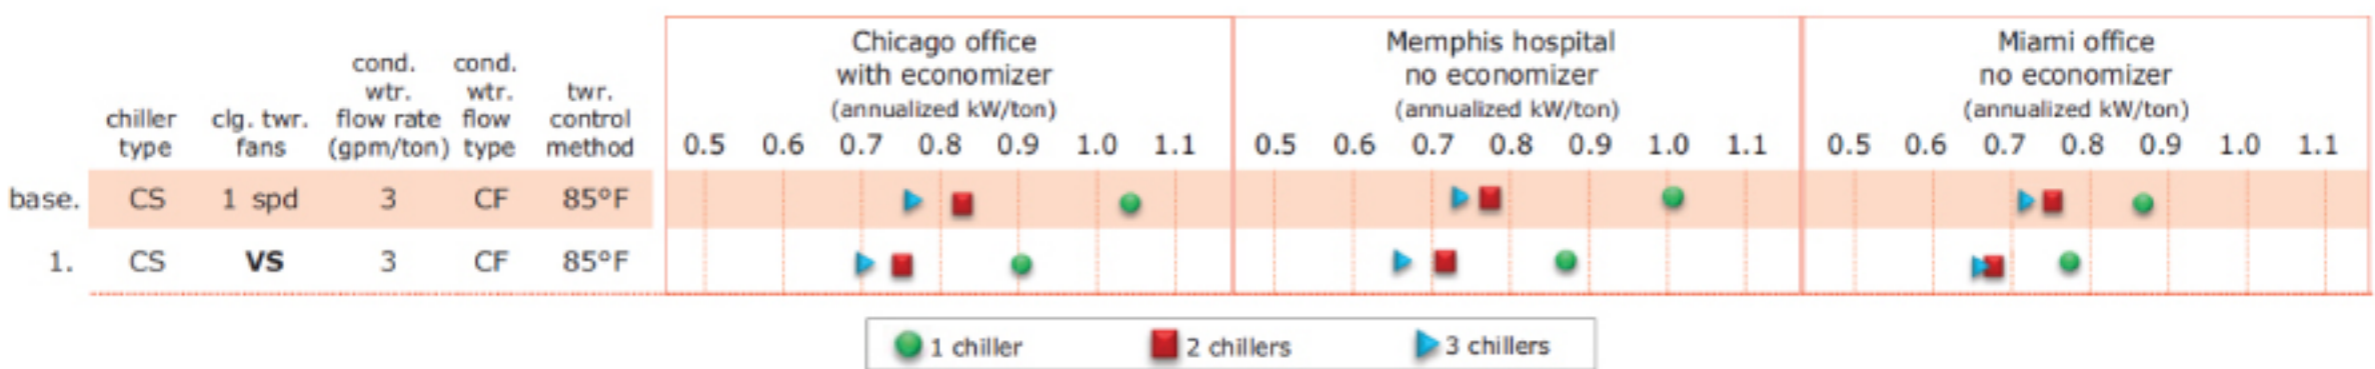 Chicago office
with economizer
(annualized kW/ton)
Memphis hospital
no economizer
(annualized kW/ton)
Miami office
no economizer
(annualized kW/ton)
chiller
type
clg. twr.
fans
cond.
wtr.
flow rate
(gpm/ton)
cond.
wtr.
flow
type
twr.
control
method
0.5 0.6 0.7 0.8 0.9 1.0 1.1
0.5 0.6 0.7 0.8 0.9 1.0 1.1
0.5 0.6 0.7 0.8 0.9 1.0 1.1
base. CS 1 spd 3 CF 85°F
1. CS VS 3 CF 85°F
1 chiller 2 chillers 3 chillers